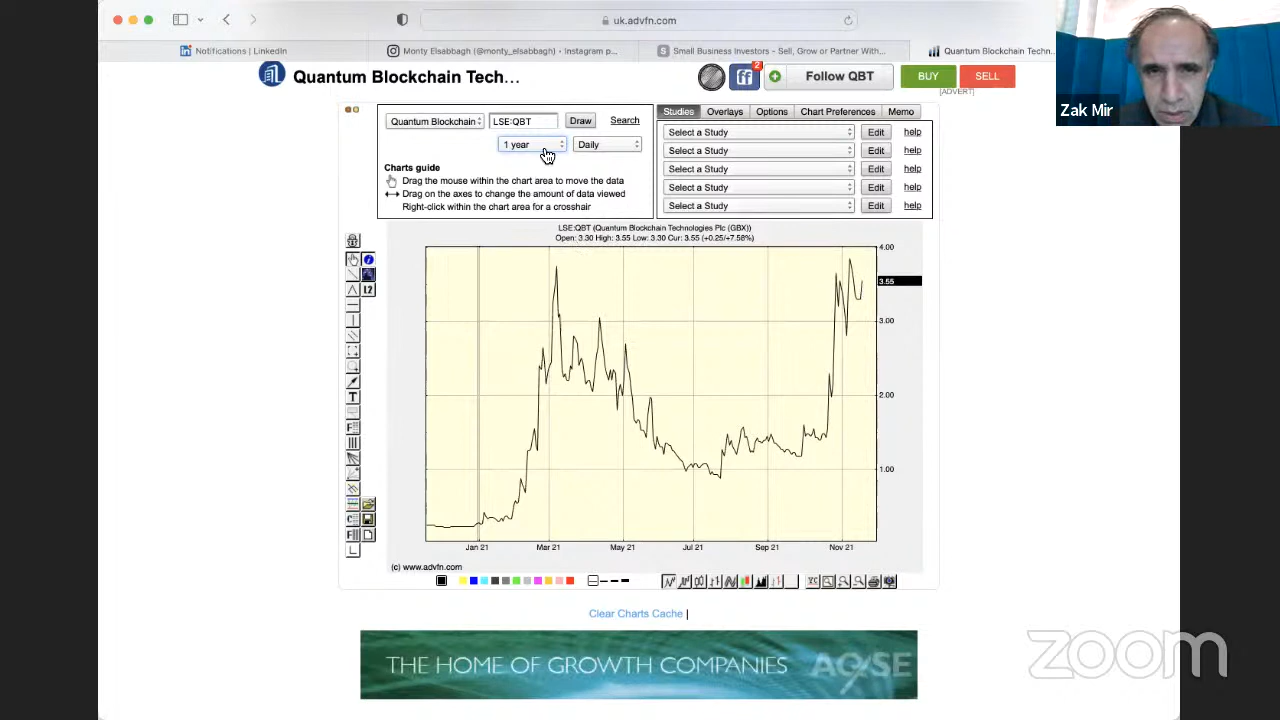 uk.advfn.com
Notifications | LinkedIn
Monty Elsabbagh (@monty_elsabbagh) • Instagram p...
Small Business Investors - Sell, Grow or Partner With...
Quantum Blockchain Techn...
Zak Mir
Quantum Blockchain Tech...
2
Follow QBT
BUY
SELL
[ADVERT]
Quantum Blockchain
LSE:QBT
Draw
Search
1 year
Daily
Charts guide
Drag the mouse within the chart area to move the data
Drag on the axes to change the amount of data viewed
Right-click within the chart area for a crosshair
Studies
Overlays
Options
Chart Preferences
Memo
Select a Study
Edit
help
Select a Study
Edit
help
Select a Study
Edit
help
Select a Study
Edit
help
Select a Study
Edit
help
LSE:QBT (Quantum Blockchain Technologies Plc (GBX))
Open: 3.30 High: 3.55 Low: 3.30 Cur: 3.55 (+0.25/+7.58%)
4.00
3.55
3.00
2.00
1.00
L2
T
Jan 21
Mar 21
May 21
Jul 21
Sep 21
Nov 21
(c) www.advfn.com
Clear Charts Cache |
THE HOME OF GROWTH COMPANIES
AQSE
zoom